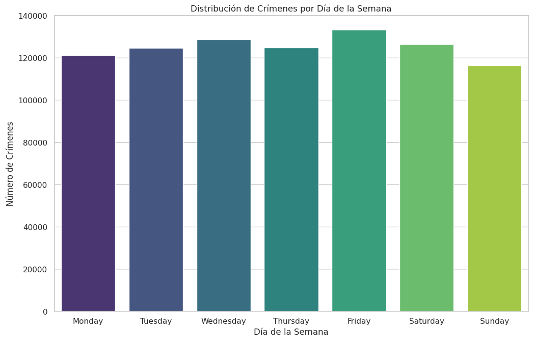 Distribución de Crímenes por Día de la Semana
Número de Crímenes
140000
120000
100000
80000
60000
40000
20000
0
Monday Tuesday Wednesday Thursday Friday Saturday Sunday
Día de la Semana